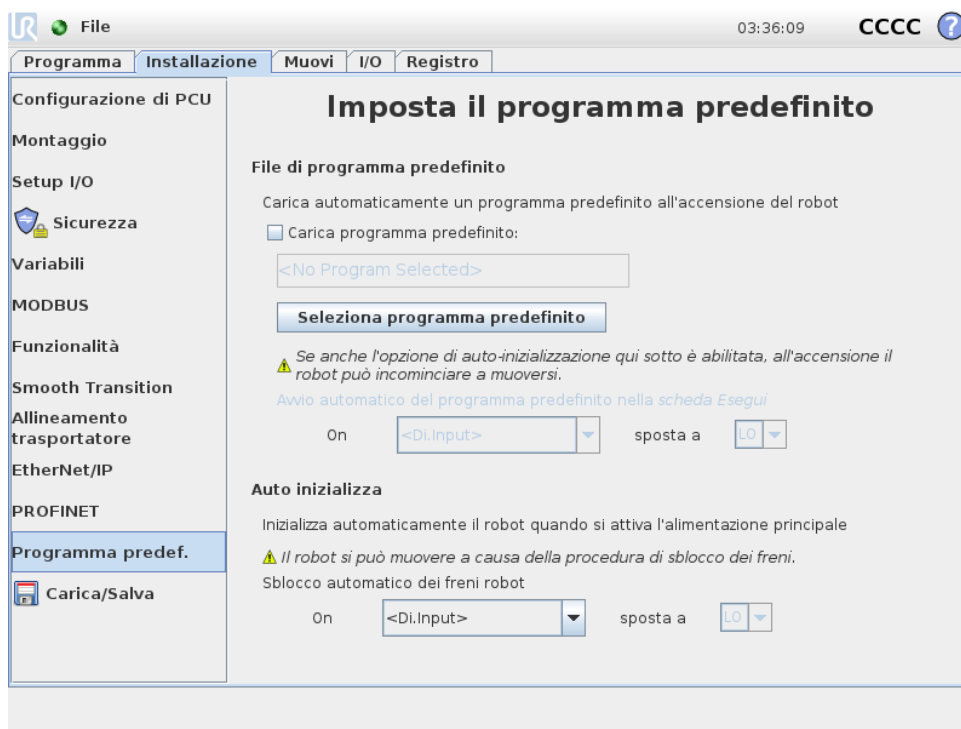 UR File 03:36:09 CCCC ?
Programma Installazione Muovi I/O Registro
Configurazione di PCU
Montaggio
Setup I/O
Sicurezza
Variabili
MODBUS
Funzionalità
Smooth Transition
Allineamento
trasportatore
EtherNet/IP
PROFINET
Programma predef.
Carica/Salva
Imposta il programma predefinito
File di programma predefinito
Carica automaticamente un programma predefinito all'accensione del robot
Carica programma predefinito:
<No Program Selected>
Seleziona programma predefinito
Se anche l'opzione di auto-inizializzazione qui sotto è abilitata, all'accensione il
robot può incominciare a muoversi.
Avvio automatico del programma predefinito nella scheda Esegui
On <Di.Input> sposta a LO
Auto inizializza
Inizializza automaticamente il robot quando si attiva l'alimentazione principale
Il robot si può muovere a causa della procedura di sblocco dei freni.
Sblocco automatico dei freni robot
On <Di.Input> sposta a LO